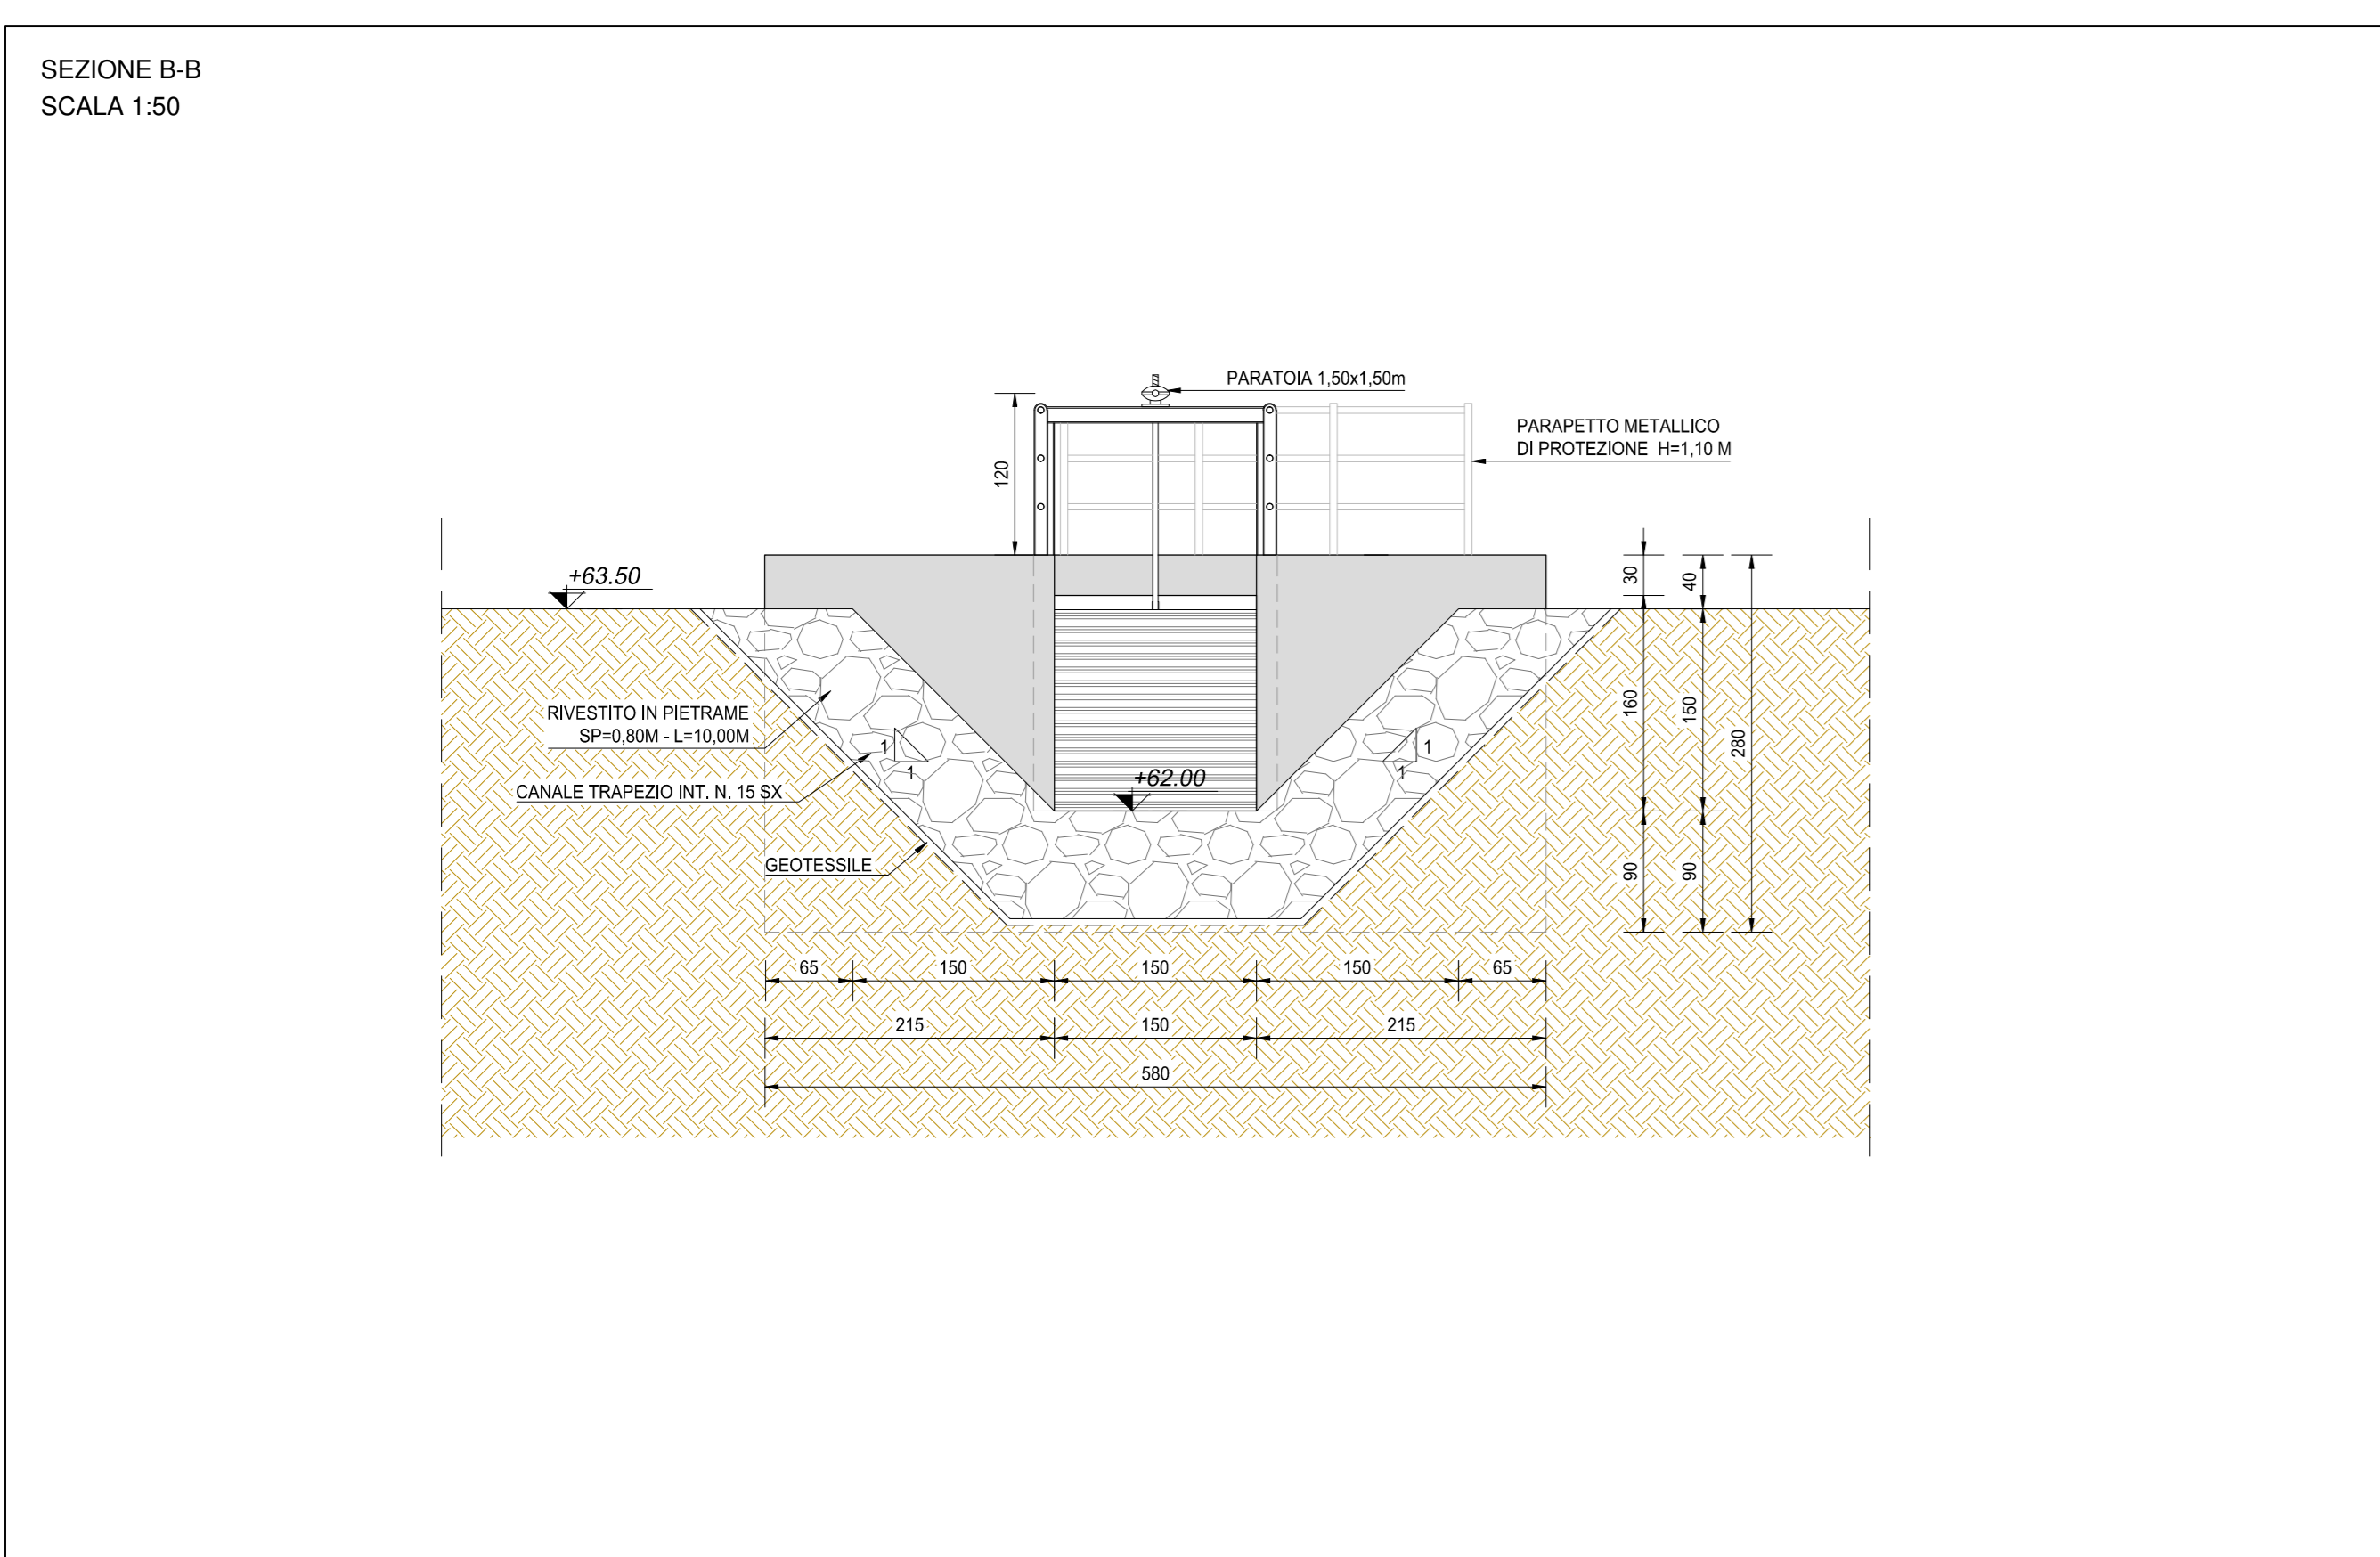 SEZIONE B-B
SCALA 1:50
PARATOIA 1,50x1,50m
PARAPETTO METALLICO
DI PROTEZIONE H=1,10 M
120
+63.50
30
40
RIVESTITO IN PIETRAME
SP=0,80M - L=10,00M
160
150
280
1
1
1
1
+62.00
CANALE TRAPEZIO INT. N. 15 SX
GEOTESSILE
90
90
65
150
150
150
65
215
150
215
580